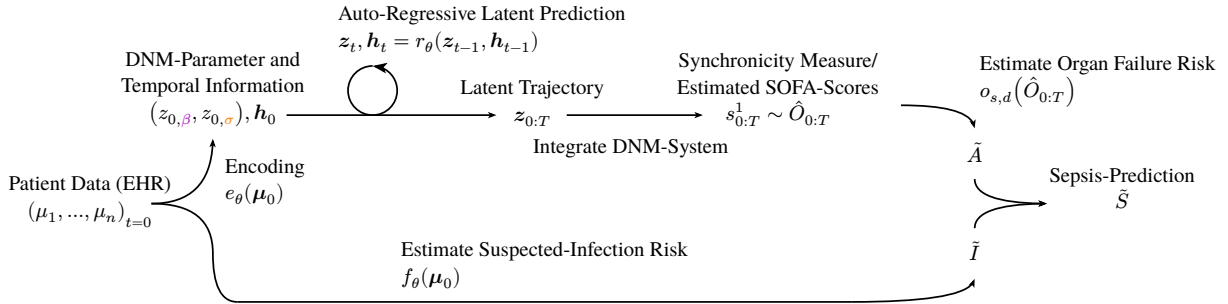 Auto-Regressive Latent Prediction
z_t, h_t = r_θ(z_{t−1}, h_{t−1})
DNM-Parameter and
Temporal Information
(z_{0,β}, z_{0,σ}), h_0
Latent Trajectory
z_{0:T}
Integrate DNM-System
Synchronicity Measure/
Estimated SOFA-Scores
s^1_{0:T} ∼ Ô_{0:T}
Estimate Organ Failure Risk
o_{s,d}(Ô_{0:T})
Ã
Encoding
e_θ(μ_0)
Patient Data (EHR)
(μ_1, ..., μ_n)_{t=0}
Sepsis-Prediction
S̃
Estimate Suspected-Infection Risk
f_θ(μ_0)
Ĩ